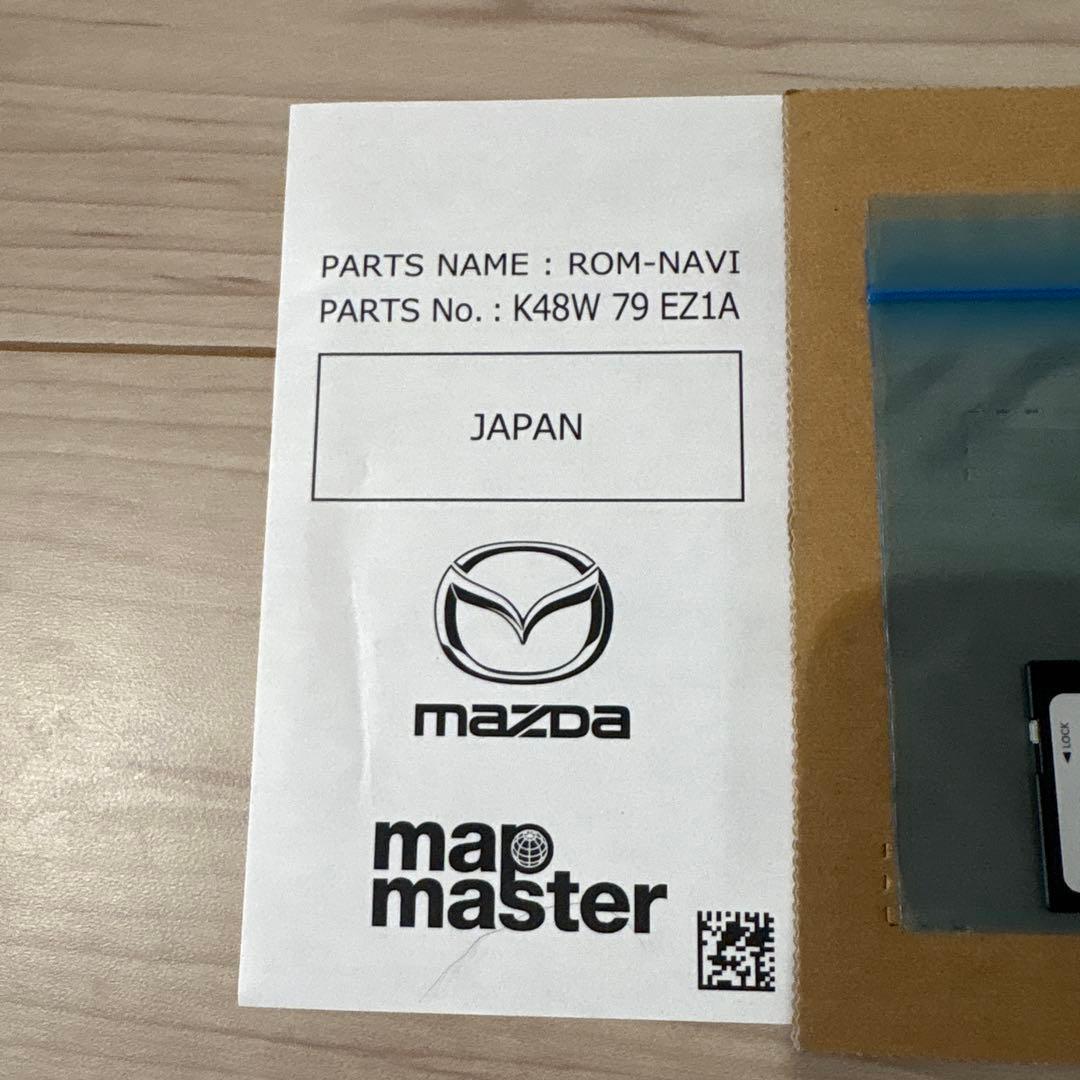 PARTS NAME : ROM-NAVI
PARTS No. : K48W 79 EZ1A
JAPAN
mazda
map
master
◀ LOCK